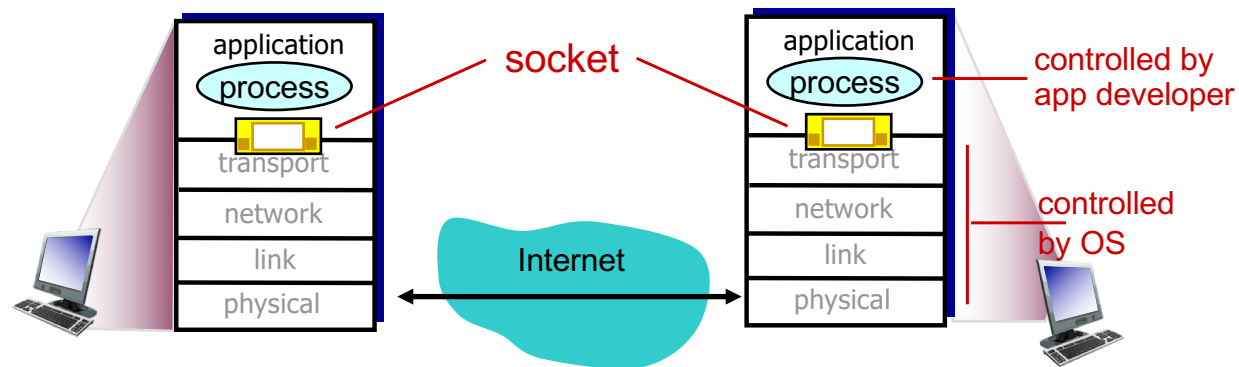 application
process
transport
network
link
physical
socket
Internet
application
process
transport
network
link
physical
controlled by
app developer
controlled
by OS